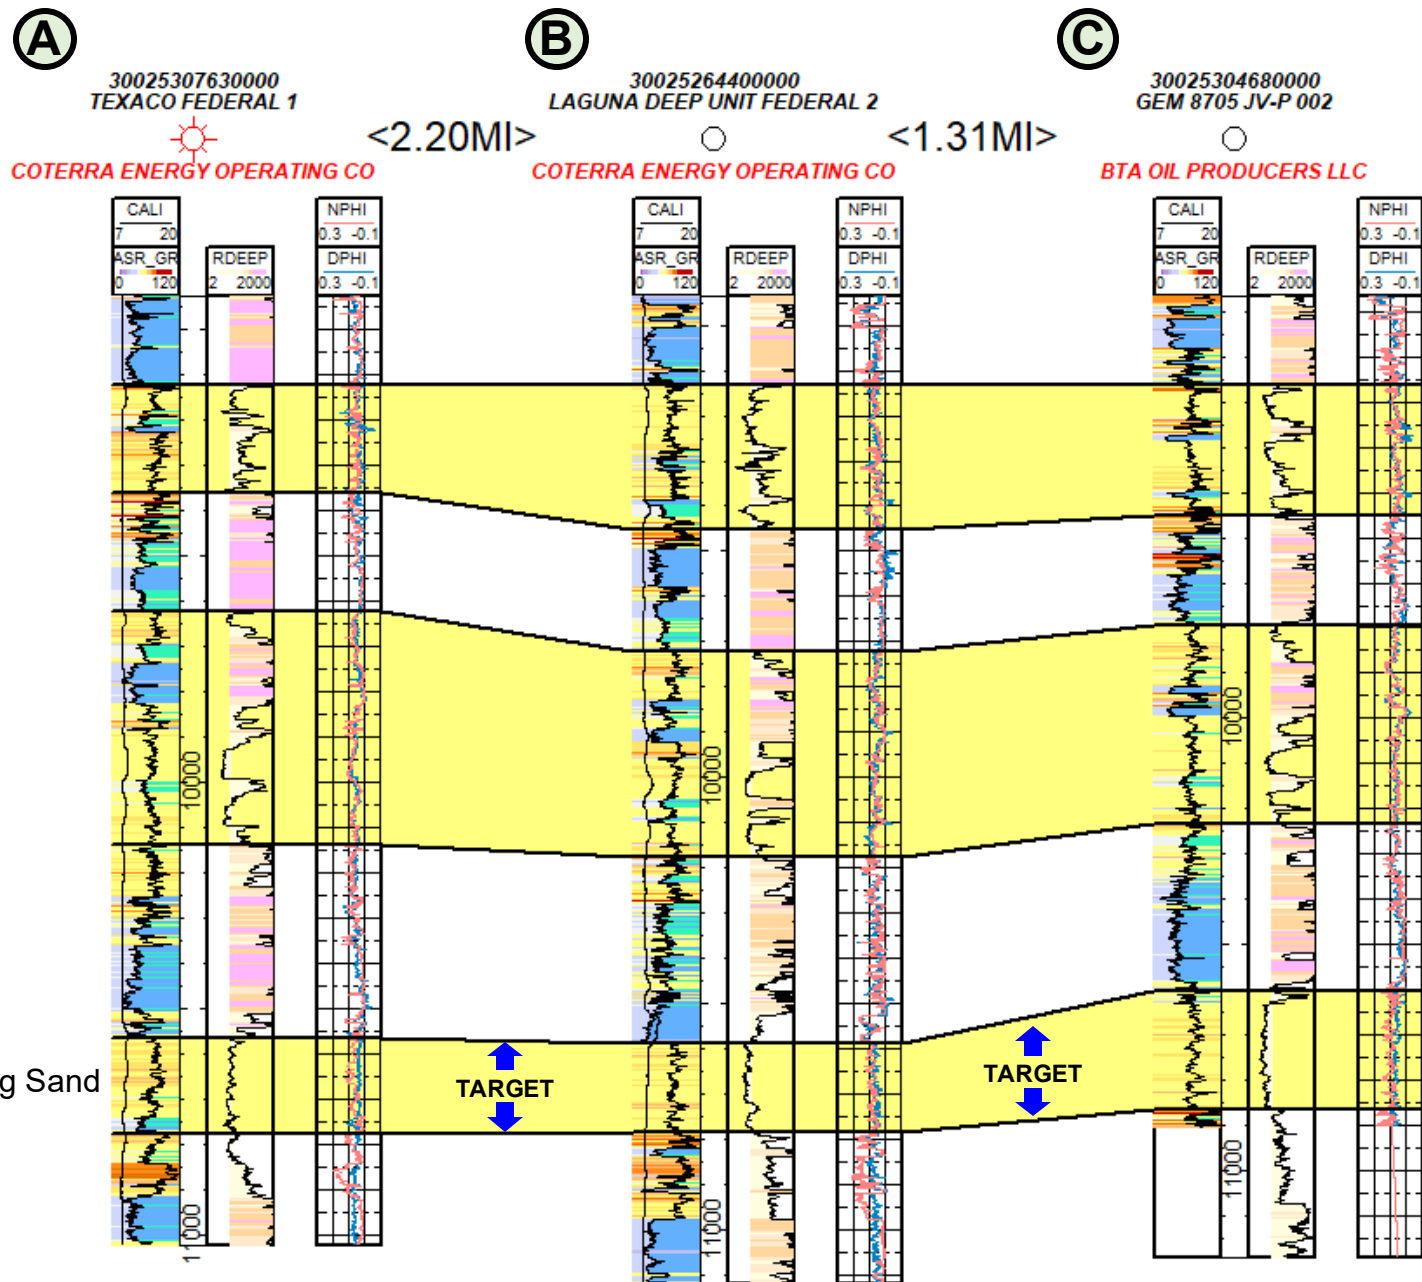 A
B
C
30025307630000
TEXACO FEDERAL 1
30025264400000
LAGUNA DEEP UNIT FEDERAL 2
30025304680000
GEM 8705 JV-P 002
<2.20MI>
<1.31MI>
COTERRA ENERGY OPERATING CO
COTERRA ENERGY OPERATING CO
BTA OIL PRODUCERS LLC
CALI
7 20
ASR_GR
0 120
RDEEP
2 2000
NPHI
0.3 -0.1
DPHI
0.3 -0.1
CALI
7 20
ASR_GR
0 120
RDEEP
2 2000
NPHI
0.3 -0.1
DPHI
0.3 -0.1
CALI
7 20
ASR_GR
0 120
RDEEP
2 2000
NPHI
0.3 -0.1
DPHI
0.3 -0.1
10000
10000
10000
g Sand
TARGET
TARGET
11000
11000
11000